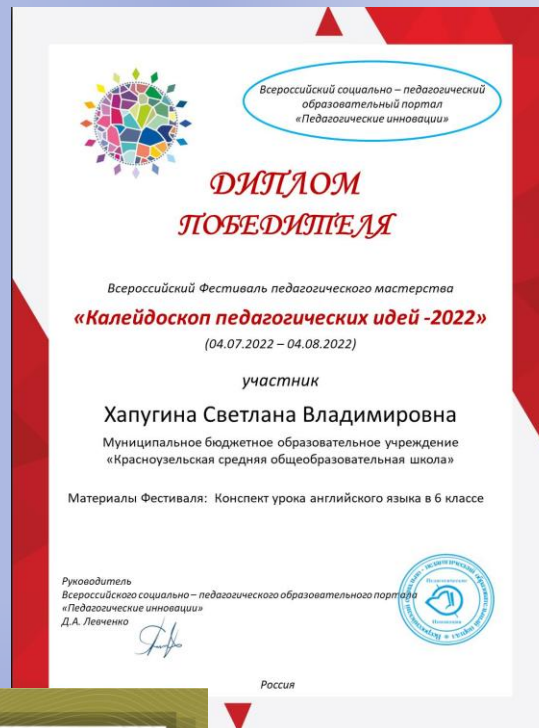 Всероссийский социально – педагогический
образовательный портал
«Педагогические инновации»
ДИПЛОМ
ПОБЕДИТЕЛЯ
Всероссийский Фестиваль педагогического мастерства
«Калейдоскоп педагогических идей -2022»
(04.07.2022 – 04.08.2022)
участник
Хапугина Светлана Владимировна
Муниципальное бюджетное образовательное учреждение
«Красноузельская средняя общеобразовательная школа»
Материалы Фестиваля: Конспект урока английского языка в 6 классе
Руководитель
Всероссийского социально – педагогического образовательного портала
«Педагогические инновации»
Д.А. Левченко
Педагогические
Инновации
Россия